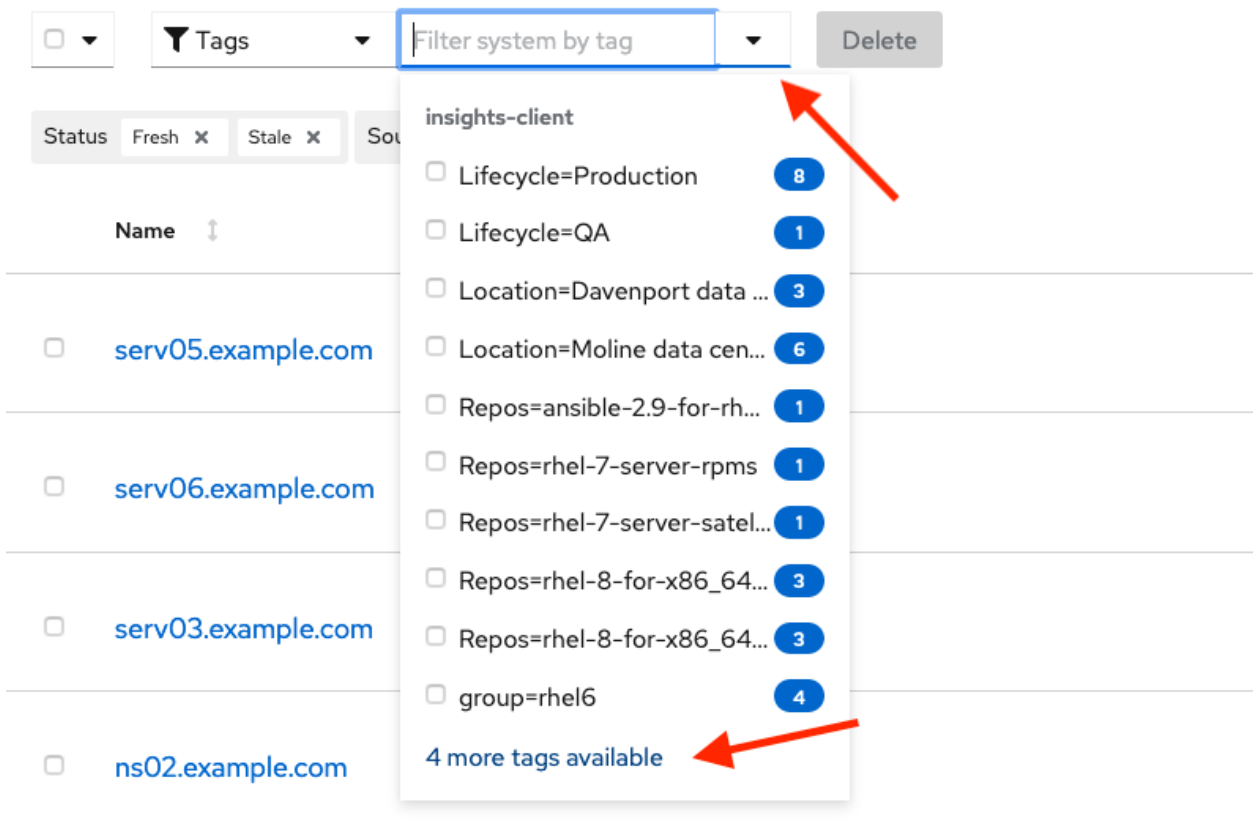 Tags
Filter system by tag
Delete
Status Fresh Stale Sou
insights-client
Lifecycle=Production 8
Lifecycle=QA 1
Location=Davenport data ... 3
Location=Moline data cen... 6
Repos=ansible-2.9-for-rh... 1
Repos=rhel-7-server-rpms 1
Repos=rhel-7-server-satel... 1
Repos=rhel-8-for-x86_64... 3
Repos=rhel-8-for-x86_64... 3
group=rhel6 4
4 more tags available
Name
serv05.example.com
serv06.example.com
serv03.example.com
ns02.example.com